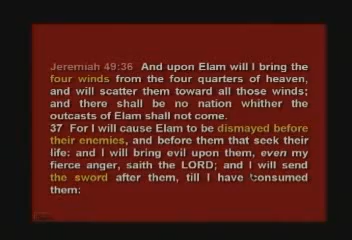 Jeremiah 49:36 And upon Elam will I bring the
four winds from the four quarters of heaven,
and will scatter them toward all those winds;
and there shall be no nation whither the
outcasts of Elam shall not come.
37 For I will cause Elam to be dismayed before
their enemies, and before them that seek their
life: and I will bring evil upon them, even my
fierce anger, saith the LORD; and I will send
the sword after them, till I have consumed
them: